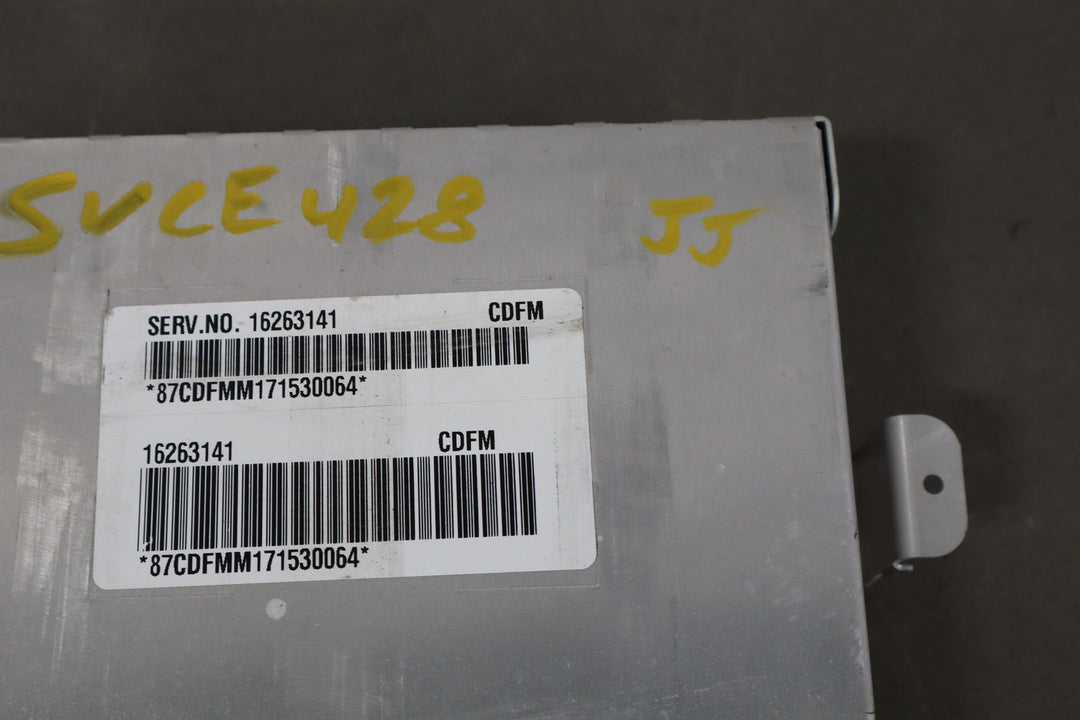 SVCE428 JJ
SERV.NO. 16263141 CDFM
*87CDFMM171530064*
16263141 CDFM
*87CDFMM171530064*